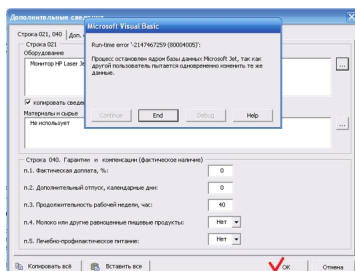 Дополнительные све
Microsoft Visual Basic
Строка 021, 040
Доп.
Run-time error '-2147467259 (80004005)':
Строка 021
Оборудование
Процесс остановлен ядром базы данных Microsoft Jet, так как
другой пользователь пытается одновременно изменить те же
данные.
Монитор HP Laser Je
...
копировать сведе
Continue
End
Debug
Help
Материалы и сырье
Не использует
...
Строка 040. Гарантии и компенсации (фактическое наличие)
п.1. Фактическая доплата, %:
0
п.2. Дополнительный отпуск, календарные дни:
0
п.3. Продолжительность рабочей недели, час:
40
п.4. Молоко или другие равноценные пищевые продукты:
Нет
п.5. Лечебно-профилактическое питание:
Нет
Копировать всё
Вставить все
OK
Отмена